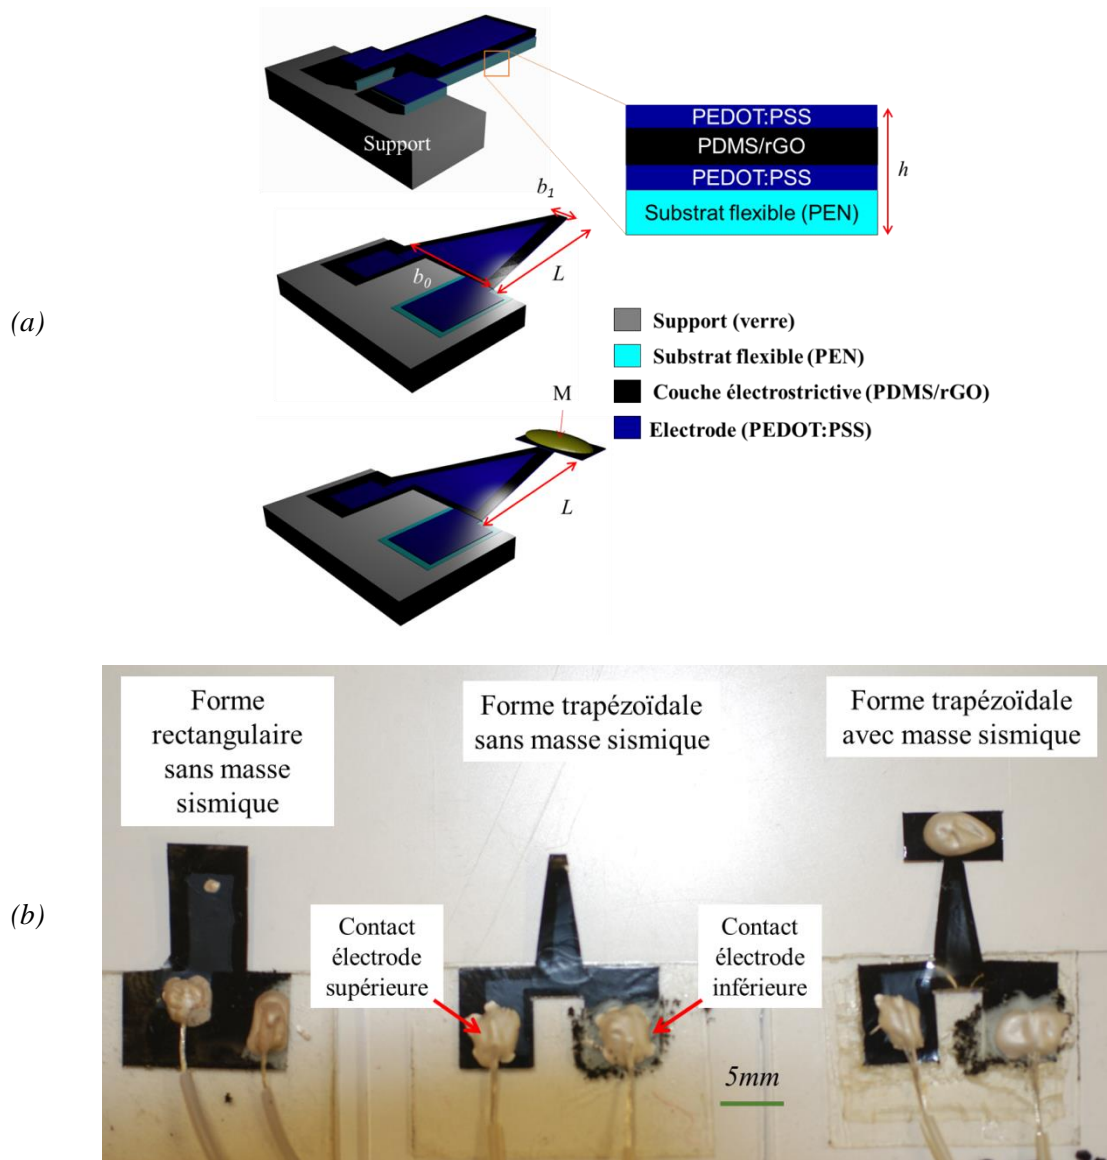 (a)
Support
PEDOT:PSS
PDMS/rGO
PEDOT:PSS
Substrat flexible (PEN)
h
b1
b0
L
Support (verre)
Substrat flexible (PEN)
Couche électrostrictive (PDMS/rGO)
Electrode (PEDOT:PSS)
M
L
(b)
Forme
rectangulaire
sans masse
sismique
Forme trapézoïdale
sans masse sismique
Forme trapézoïdale
avec masse sismique
Contact
électrode
supérieure
Contact
électrode
inférieure
5mm